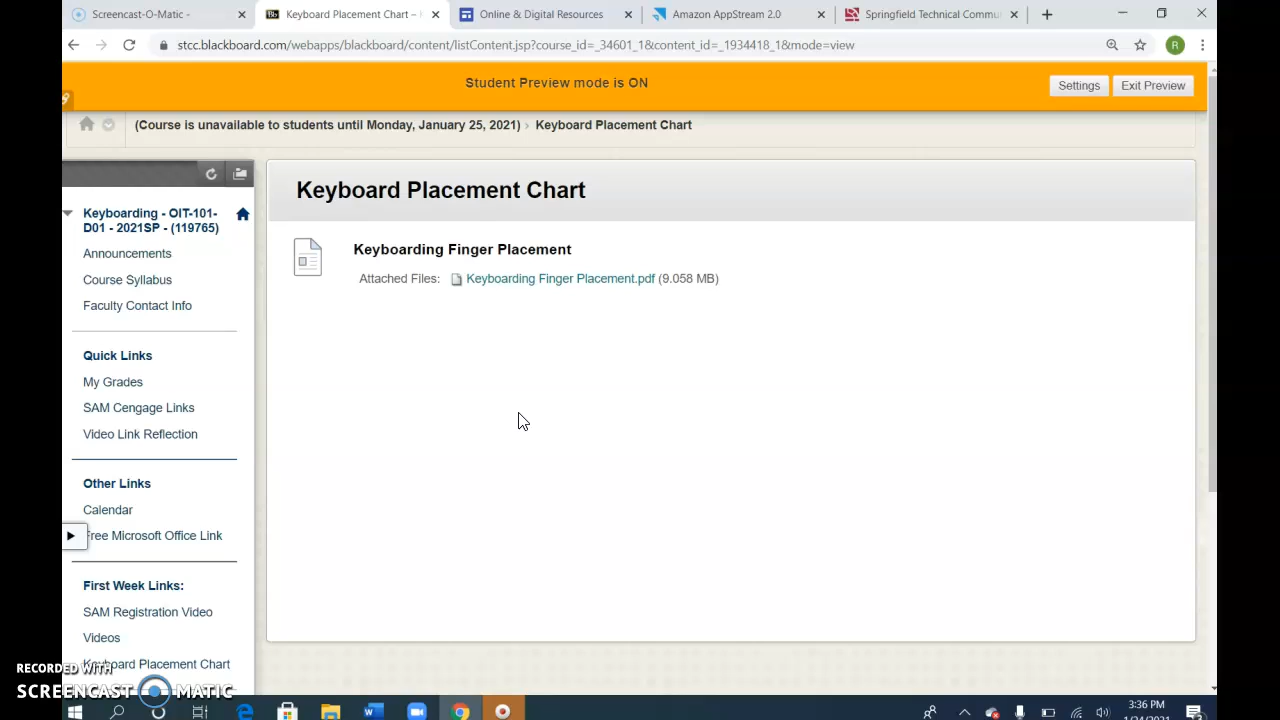 Screencast-O-Matic -
Keyboard Placement Chart –
Online & Digital Resources
Amazon AppStream 2.0
Springfield Technical Commu
stcc.blackboard.com/webapps/blackboard/content/listContent.jsp?course_id=_34601_1&content_id=_1934418_1&mode=view
R
Student Preview mode is ON
Settings
Exit Preview
(Course is unavailable to students until Monday, January 25, 2021) › Keyboard Placement Chart
Keyboard Placement Chart
Keyboarding - OIT-101-
D01 - 2021SP - (119765)
Announcements
Course Syllabus
Faculty Contact Info
Quick Links
My Grades
SAM Cengage Links
Video Link Reflection
Other Links
Calendar
Free Microsoft Office Link
First Week Links:
SAM Registration Video
Videos
Keyboard Placement Chart
Keyboarding Finger Placement
Attached Files: Keyboarding Finger Placement.pdf (9.058 MB)
RECORDED WITH
SCREENCAST MATIC
3:36 PM
1/24/2021